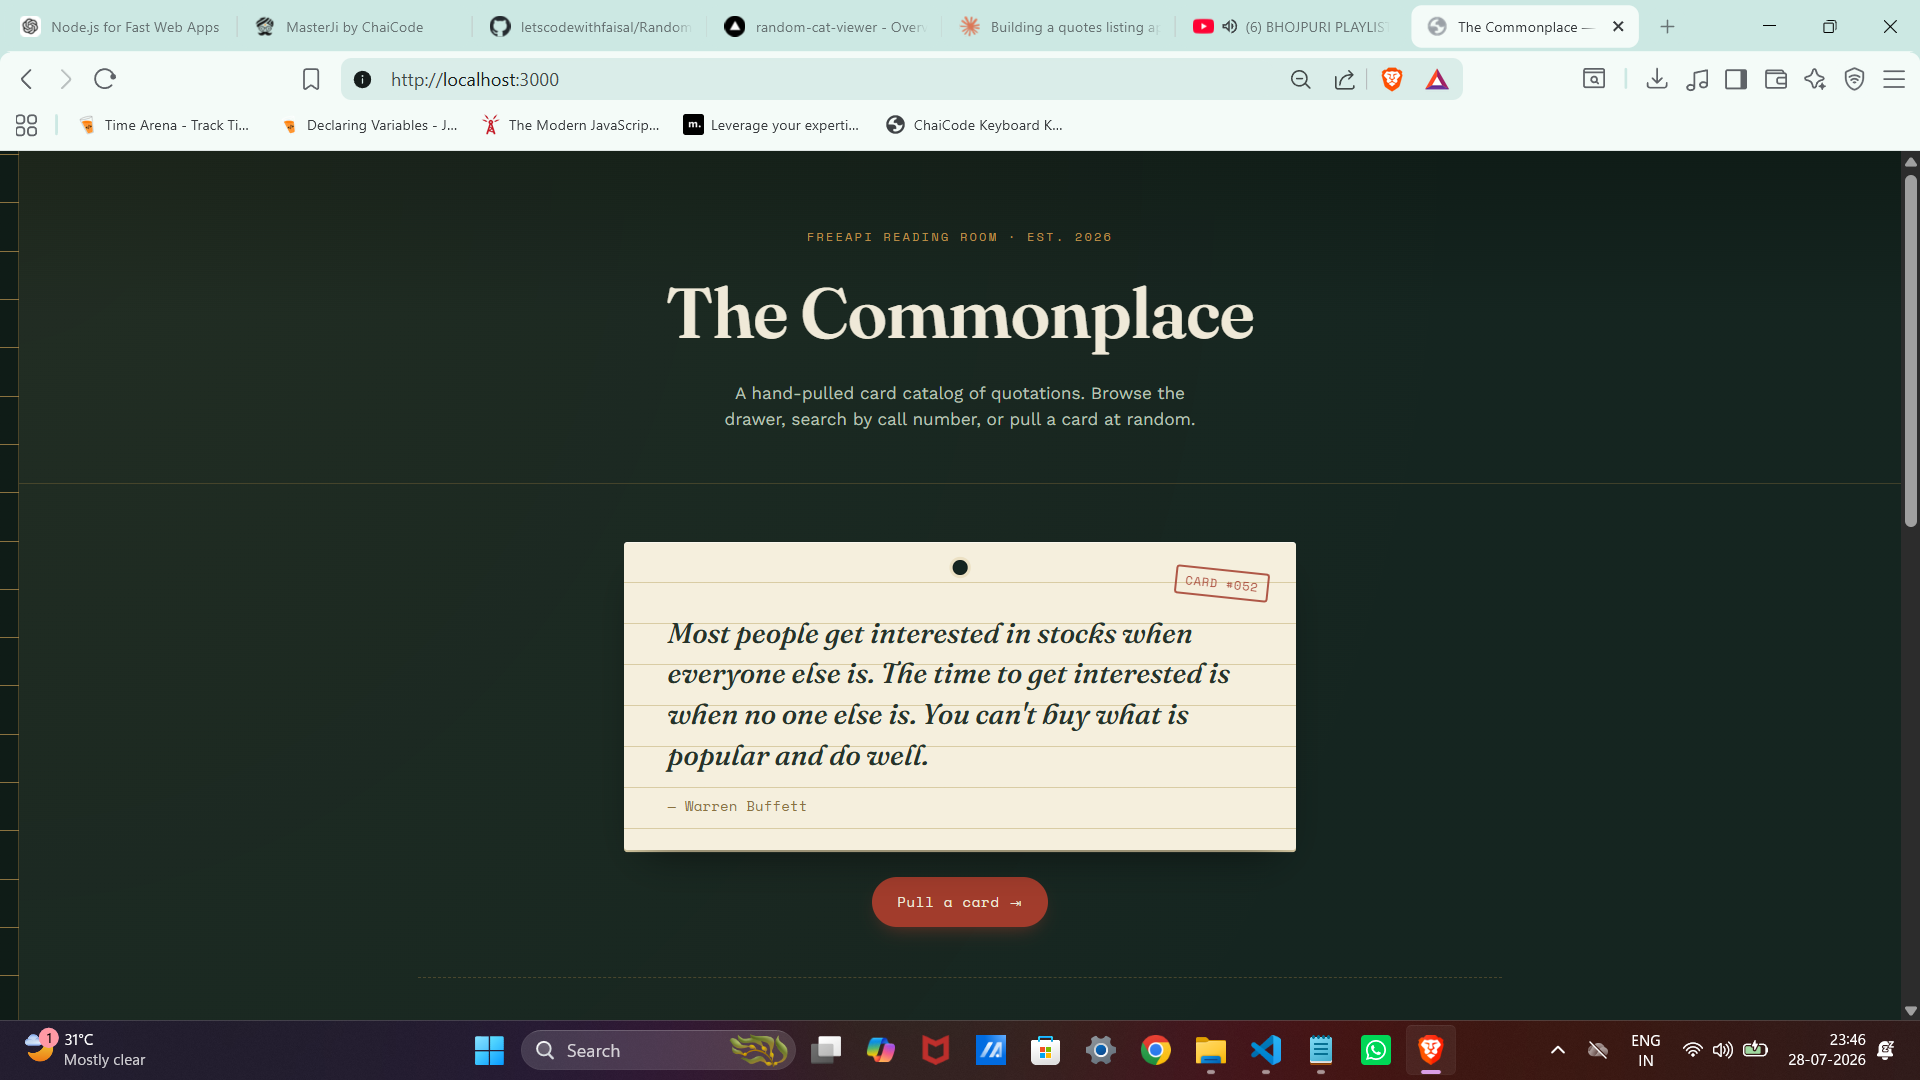 Node.js for Fast Web Apps
MasterJi by ChaiCode
letscodewithfaisal/Random
random-cat-viewer - Overv
Building a quotes listing ap
(6) BHOJPURI PLAYLIST
The Commonplace —
http://localhost:3000
Time Arena - Track Ti...
Declaring Variables - J...
The Modern JavaScrip...
m.
Leverage your experti...
ChaiCode Keyboard K...
FREEAPI READING ROOM · EST. 2026
The Commonplace
A hand-pulled card catalog of quotations. Browse the
drawer, search by call number, or pull a card at random.
CARD #052
Most people get interested in stocks when
everyone else is. The time to get interested is
when no one else is. You can't buy what is
popular and do well.
— Warren Buffett
Pull a card ⇥
1
31°C
Mostly clear
Search
ENG
IN
23:46
28-07-2026